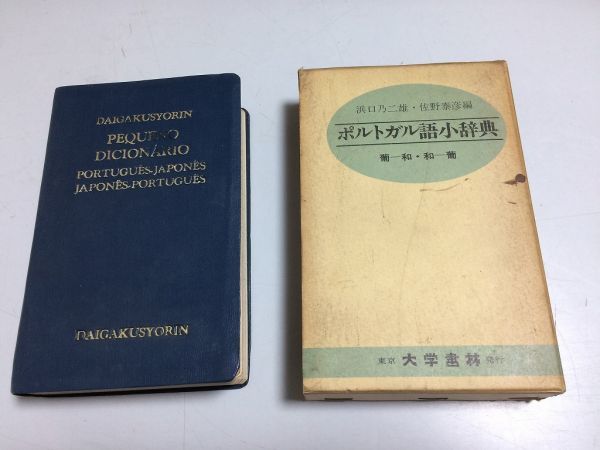 DAIGAKUSYORIN
PEQUENO
DICIONÁRIO
PORTUGUÊS-JAPONÊS
JAPONÊS-PORTUGUÊS
DAIGAKUSYORIN
浜口乃二雄・佐野泰彦編
ポルトガル語小辞典
葡―和・和―葡
東京 大学書林 発行